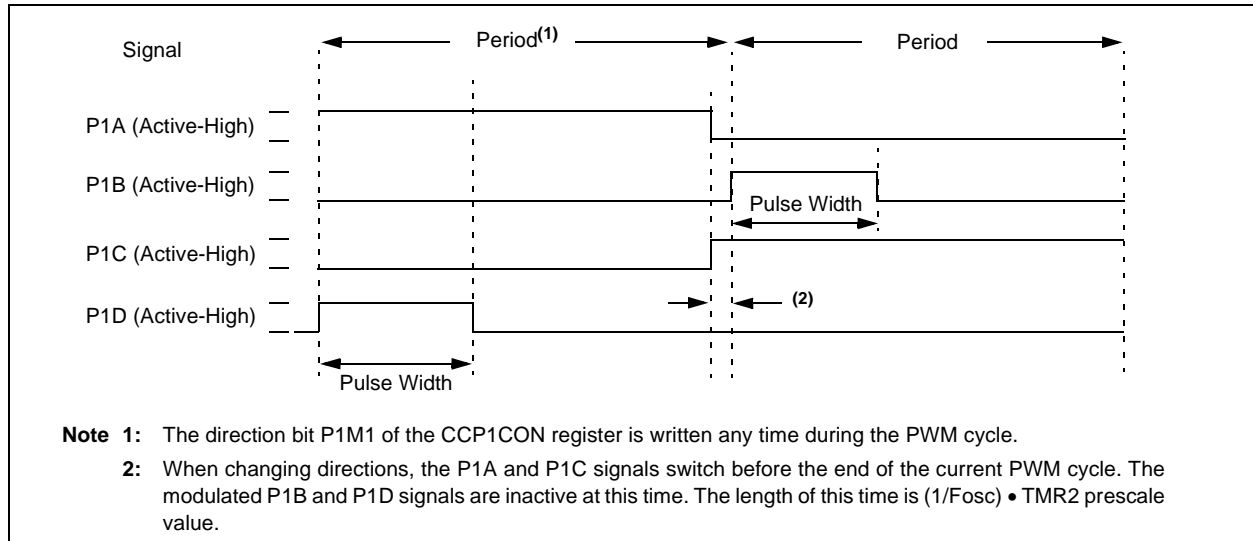 Signal
Period(1)
Period
P1A (Active-High)
P1B (Active-High)
Pulse Width
P1C (Active-High)
(2)
P1D (Active-High)
Pulse Width
Note 1: The direction bit P1M1 of the CCP1CON register is written any time during the PWM cycle.
2: When changing directions, the P1A and P1C signals switch before the end of the current PWM cycle. The
modulated P1B and P1D signals are inactive at this time. The length of this time is (1/Fosc) • TMR2 prescale
value.